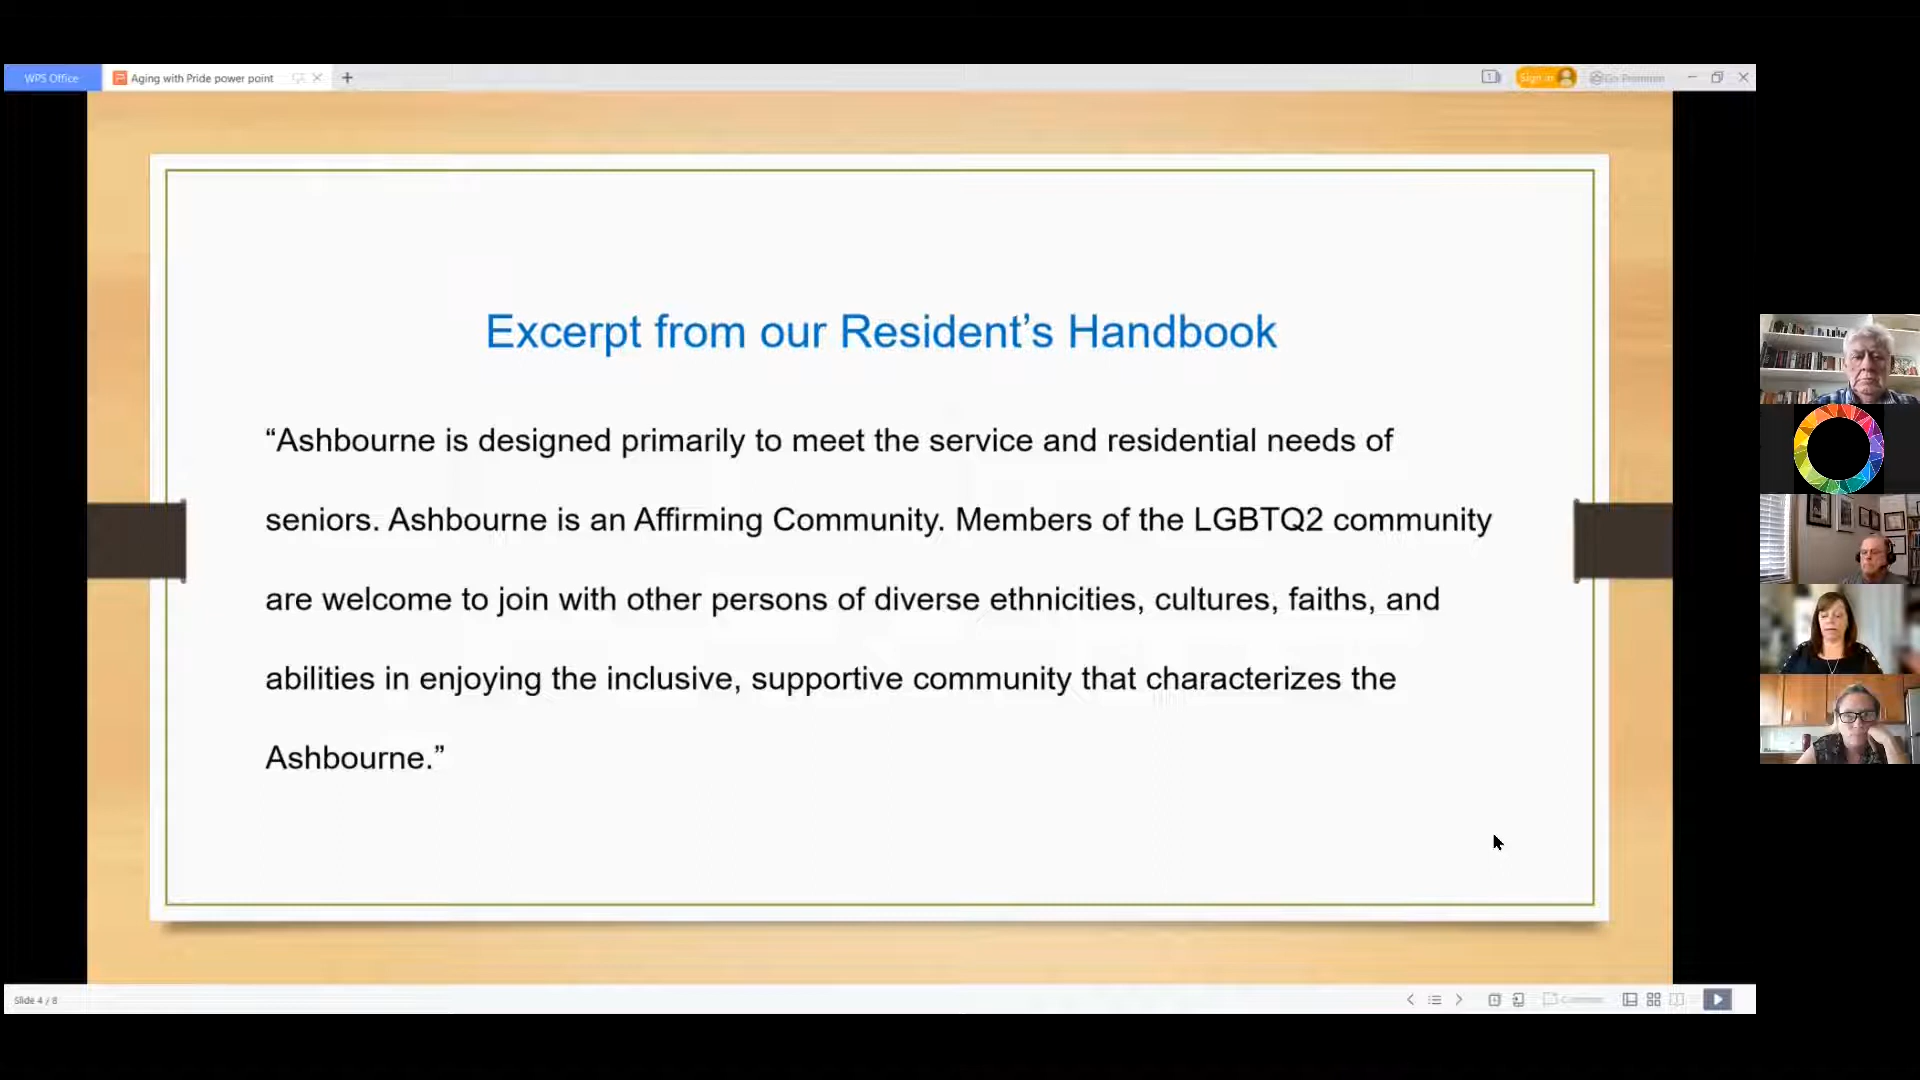 WPS Office
Aging with Pride power point
1
Sign in
Go Premium
Excerpt from our Resident’s Handbook
“Ashbourne is designed primarily to meet the service and residential needs of
seniors. Ashbourne is an Affirming Community. Members of the LGBTQ2 community
are welcome to join with other persons of diverse ethnicities, cultures, faiths, and
abilities in enjoying the inclusive, supportive community that characterizes the
Ashbourne.”
Slide 4 / 8